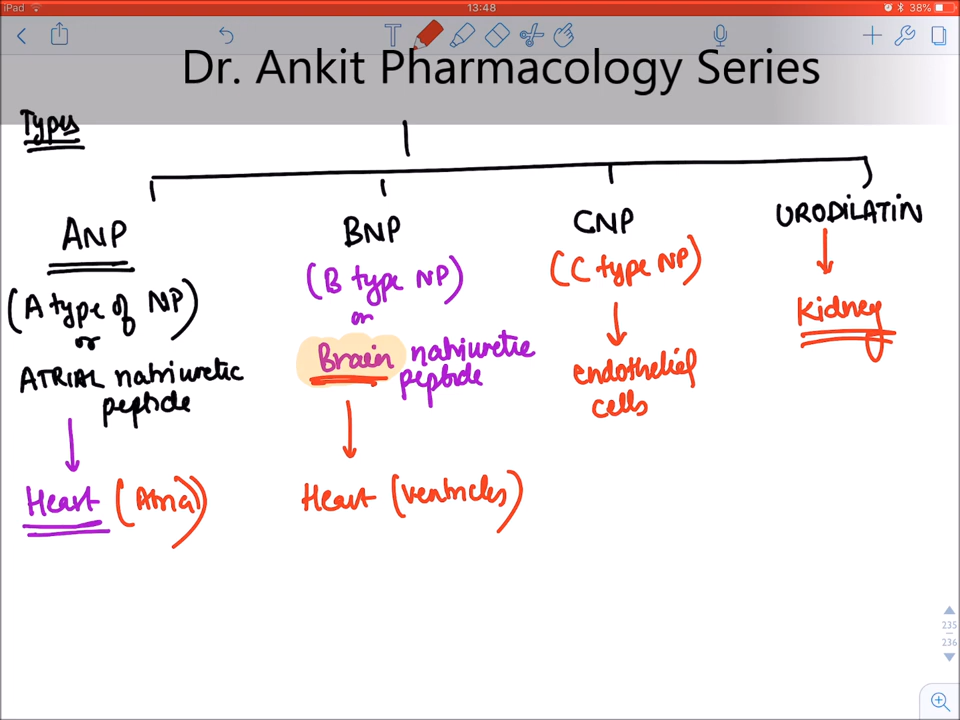 iPad 13:48 38%
Dr. Ankit Pharmacology Series
Types
ANP
(A type of NP)
or
ATRIAL natriuretic
peptide
Heart (Atria)
BNP
(B type NP)
or
Brain natriuretic
peptide
Heart (ventricles)
CNP
(C type NP)
endothelial
cells
URODILATIN
Kidney
235
236